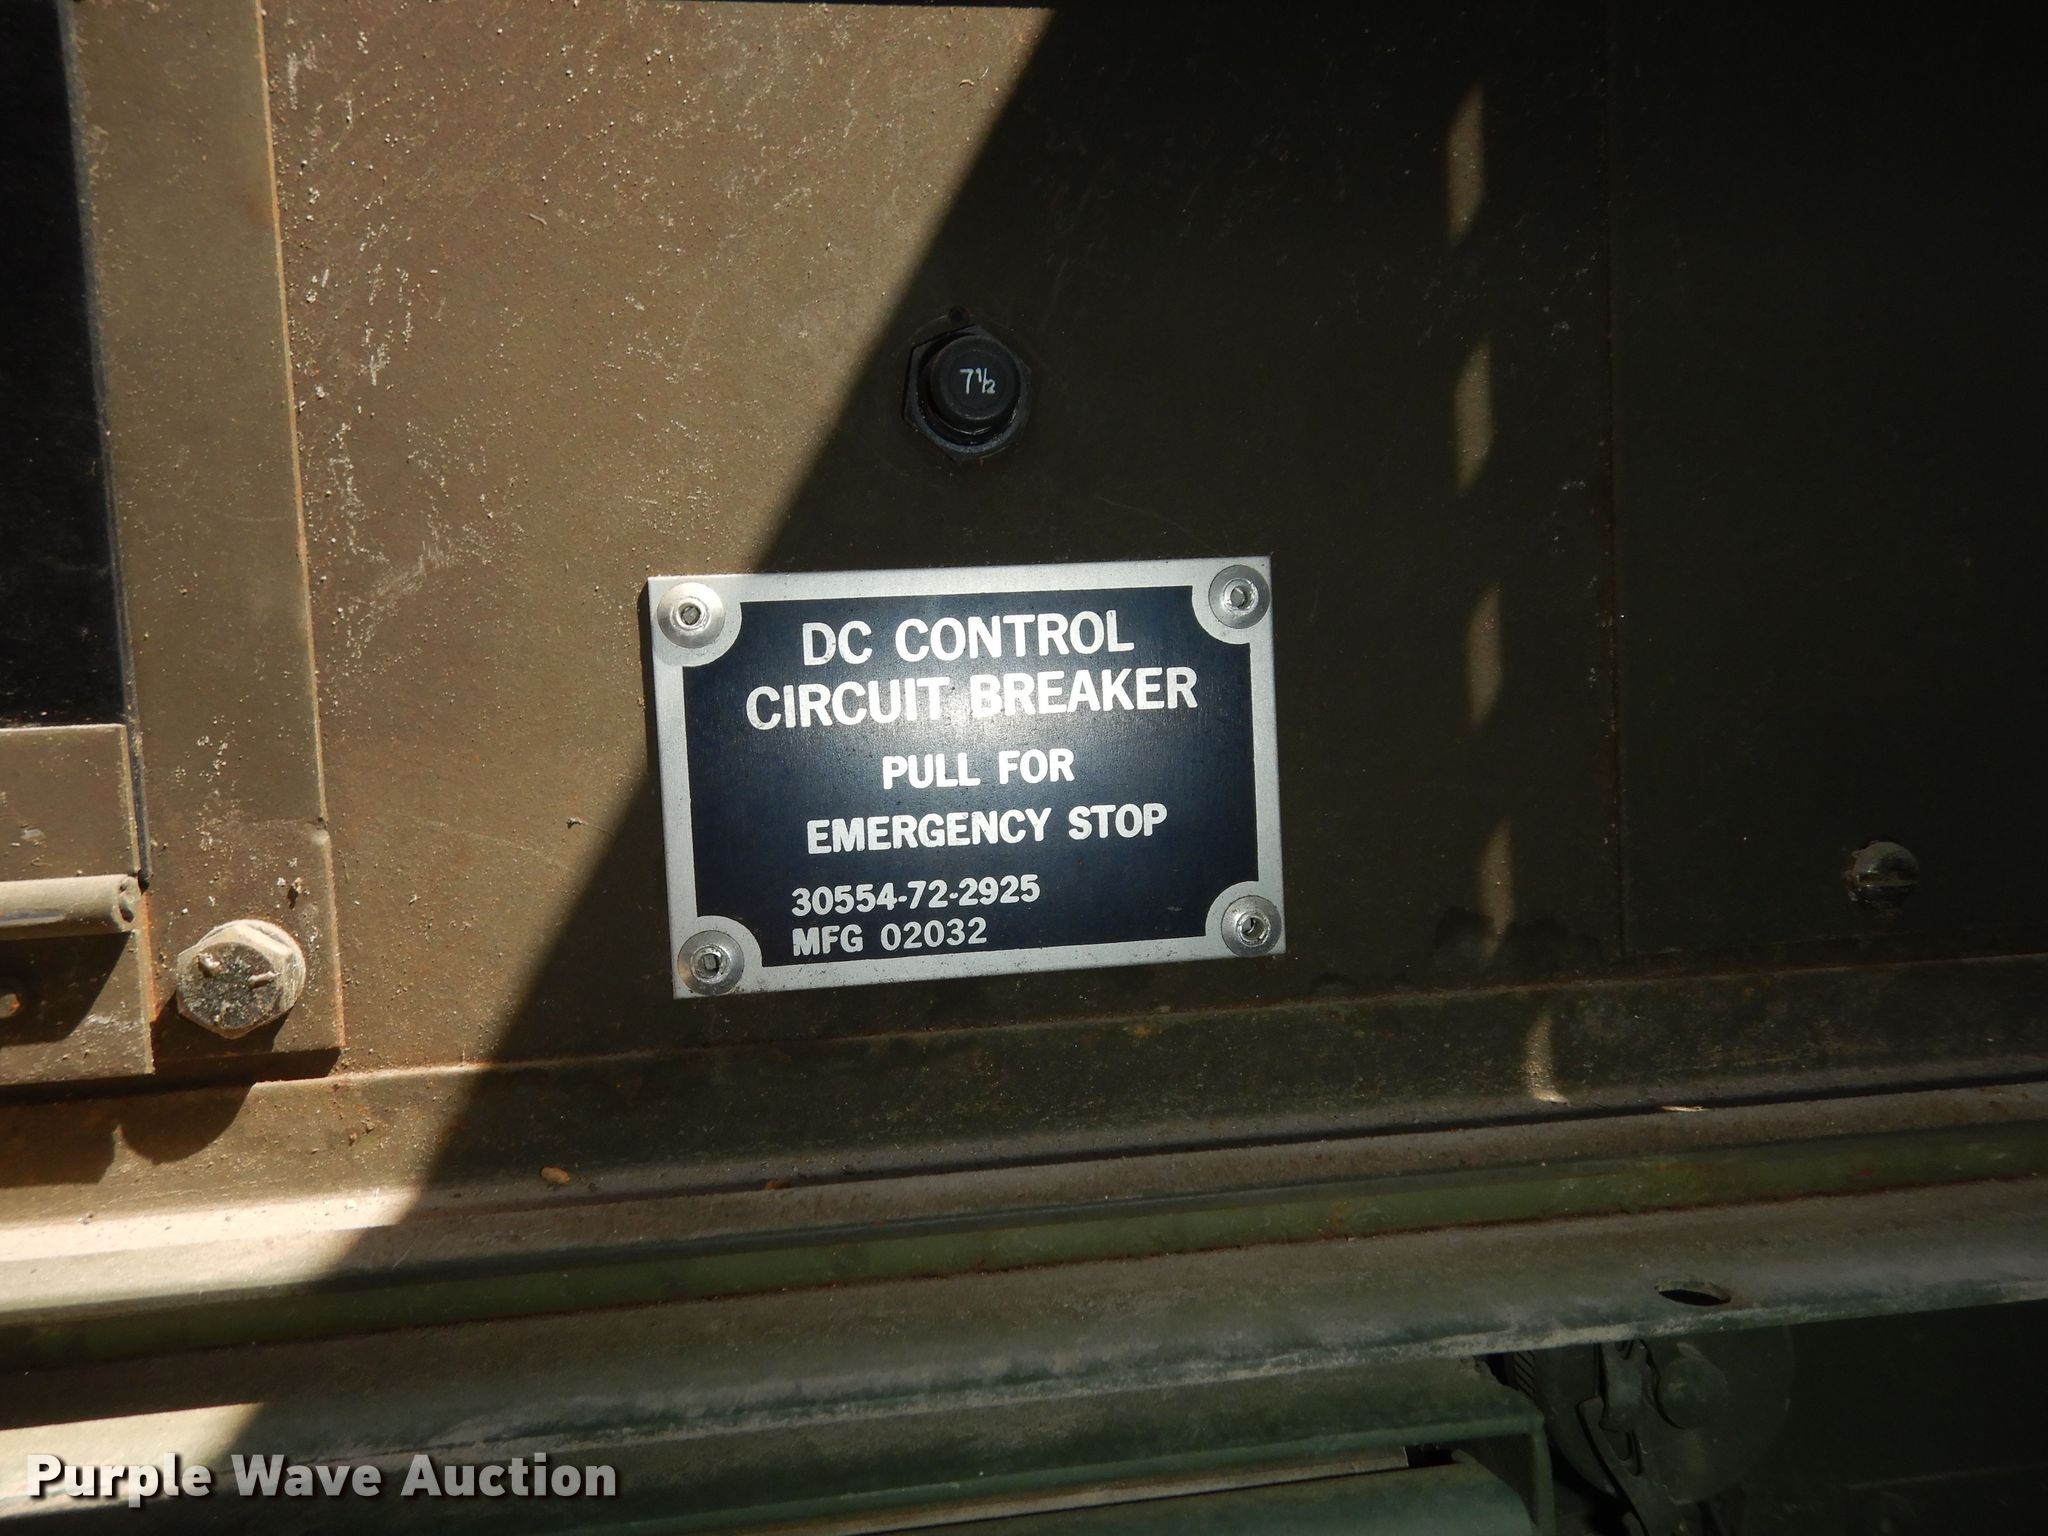 7½
DC CONTROL
CIRCUIT BREAKER
PULL FOR
EMERGENCY STOP
30554-72-2925
MFG 02032
Purple Wave Auction